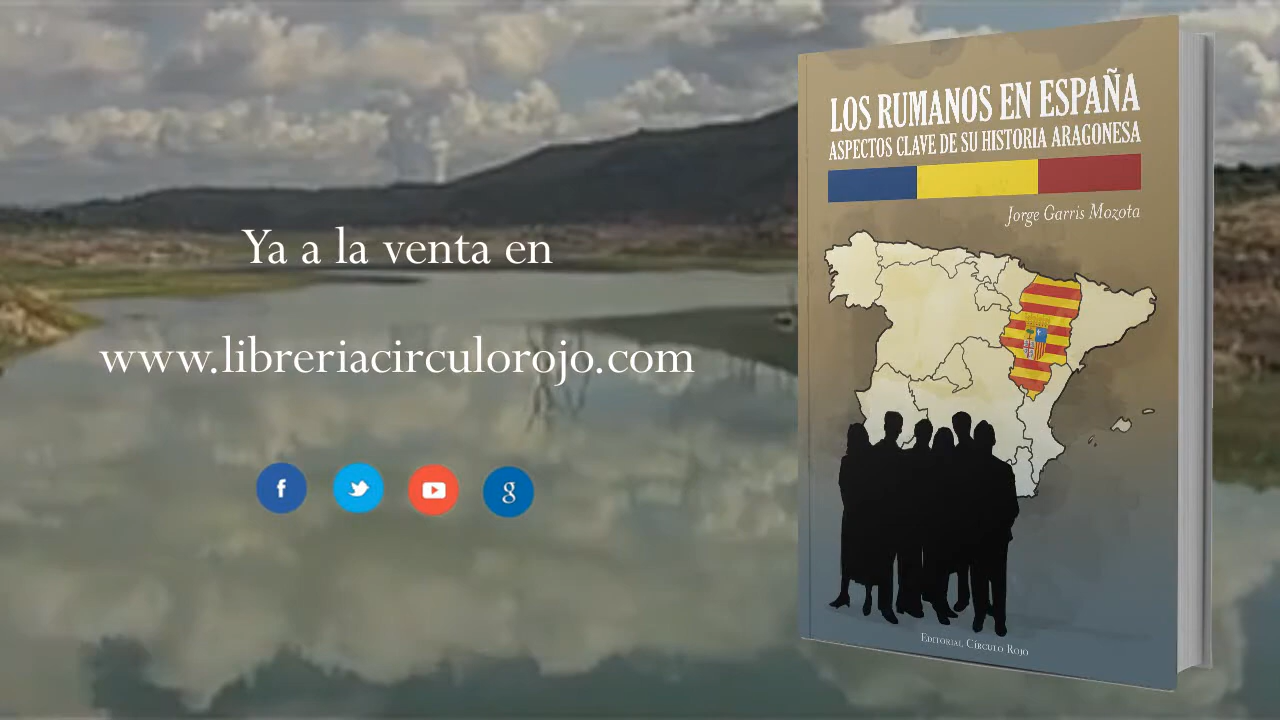 Ya a la venta en
www.libreriacirculorojo.com
f
g
LOS RUMANOS EN ESPAÑA
ASPECTOS CLAVE DE SU HISTORIA ARAGONESA
Jorge Garris Mozota
Editorial Círculo Rojo